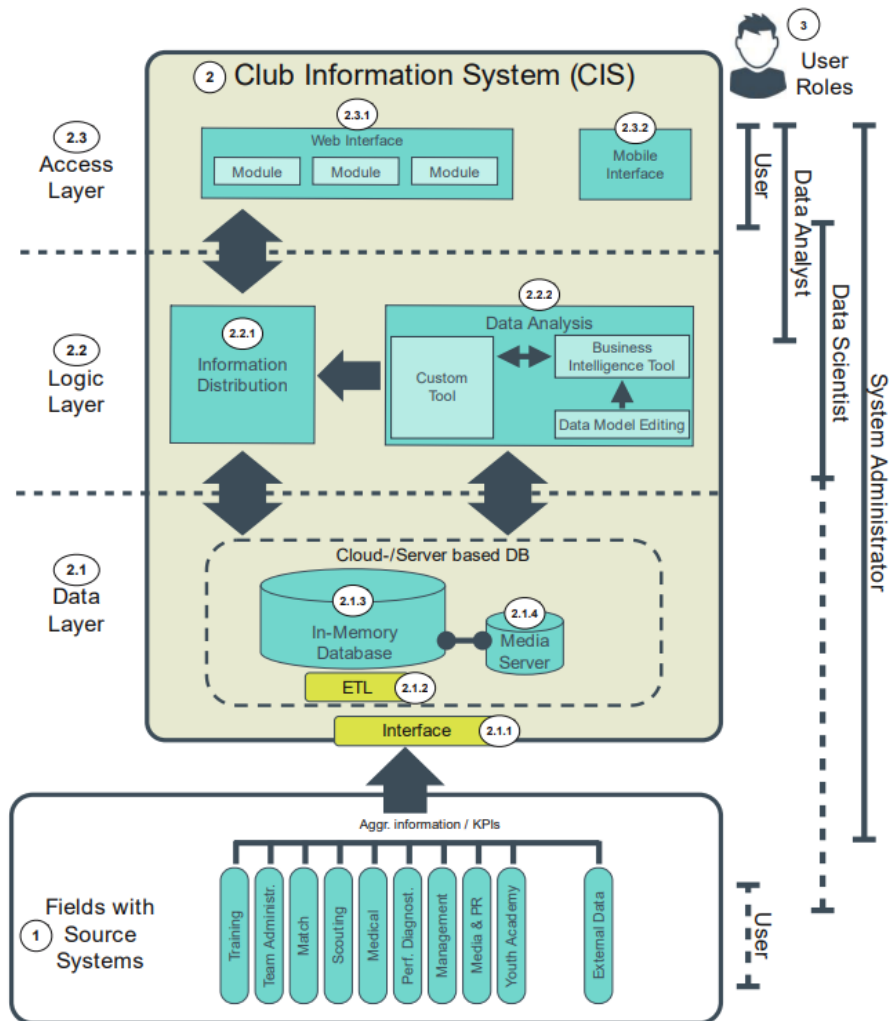 3
User
Roles
2
Club Information System (CIS)
2.3
Access
Layer
2.3.1
Web Interface
Module
Module
Module
2.3.2
Mobile
Interface
User
Data Analyst
Data Scientist
System Administrator
2.2
Logic
Layer
2.2.1
Information
Distribution
2.2.2
Data Analysis
Custom
Tool
Business
Intelligence Tool
Data Model Editing
2.1
Data
Layer
Cloud-/Server based DB
2.1.3
In-Memory
Database
2.1.4
Media
Server
ETL
2.1.2
Interface
2.1.1
Aggr. information / KPIs
1
Fields with
Source
Systems
Training
Team Administr.
Match
Scouting
Medical
Perf. Diagnost.
Management
Media & PR
Youth Academy
External Data
User